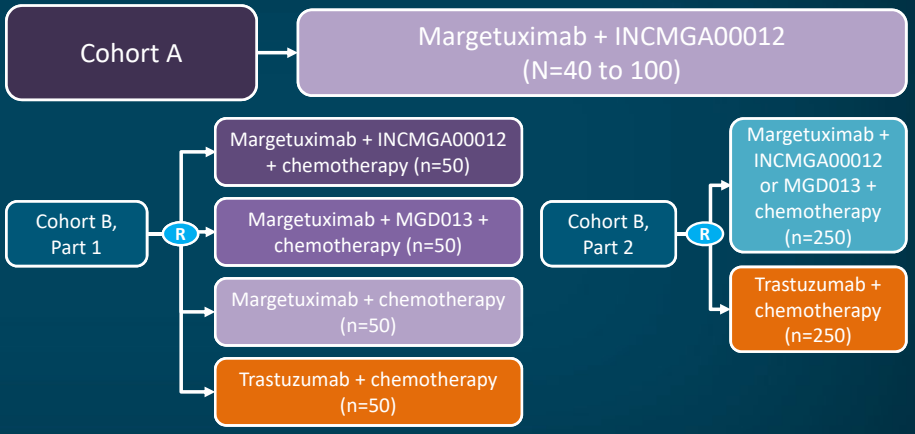 Cohort A
Margetuximab + INCMGA00012
(N=40 to 100)
Cohort B,
Part 1
R
Margetuximab + INCMGA00012
+ chemotherapy (n=50)
Margetuximab + MGD013 +
chemotherapy (n=50)
Margetuximab + chemotherapy
(n=50)
Trastuzumab + chemotherapy
(n=50)
Cohort B,
Part 2
R
Margetuximab +
INCMGA00012
or MGD013 +
chemotherapy
(n=250)
Trastuzumab +
chemotherapy
(n=250)